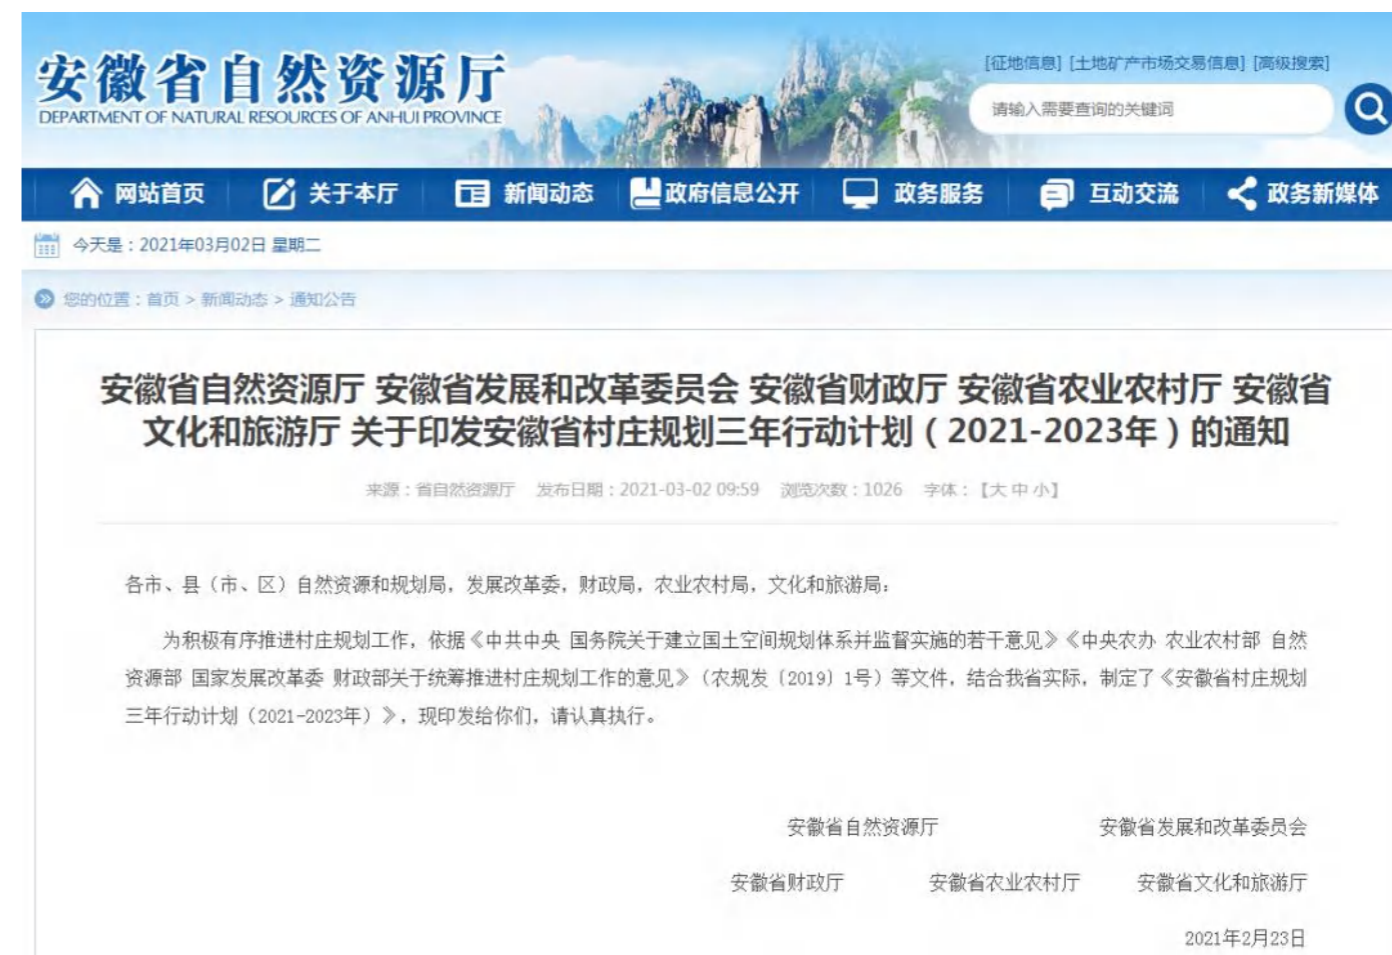 安徽省自然资源厅
DEPARTMENT OF NATURAL RESOURCES OF ANHUI PROVINCE
[征地信息] [土地矿产市场交易信息] [高级搜索]
请输入需要查询的关键词
网站首页 关于本厅 新闻动态 政府信息公开 政务服务 互动交流 政务新媒体
今天是：2021年03月02日 星期二
您的位置：首页 > 新闻动态 > 通知公告
安徽省自然资源厅 安徽省发展和改革委员会 安徽省财政厅 安徽省农业农村厅 安徽省
文化和旅游厅 关于印发安徽省村庄规划三年行动计划（2021-2023年）的通知
来源：省自然资源厅 发布日期：2021-03-02 09:59 浏览次数：1026 字体：【大 中 小】
各市、县（市、区）自然资源和规划局，发展改革委，财政局，农业农村局，文化和旅游局：
为积极有序推进村庄规划工作，依据《中共中央 国务院关于建立国土空间规划体系并监督实施的若干意见》《中央农办 农业农村部 自然
资源部 国家发展改革委 财政部关于统筹推进村庄规划工作的意见》（农规发〔2019〕1号）等文件，结合我省实际，制定了《安徽省村庄规划
三年行动计划（2021-2023年）》，现印发给你们，请认真执行。
安徽省自然资源厅 安徽省发展和改革委员会
安徽省财政厅 安徽省农业农村厅 安徽省文化和旅游厅
2021年2月23日